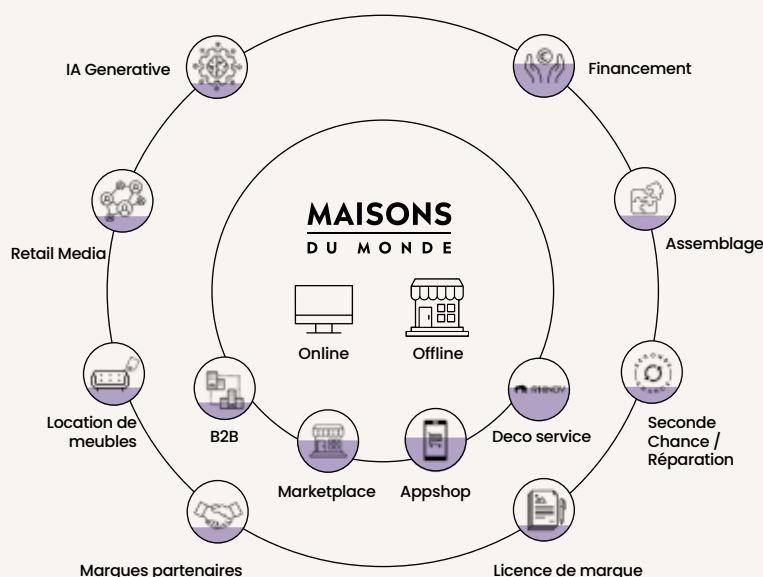 IA Generative
Financement
MAISONS
DU MONDE
Retail Media
Assemblage
Online
Offline
Location de
meubles
B2B
Deco service
Seconde
Chance /
Réparation
Marketplace
Appshop
Marques partenaires
Licence de marque